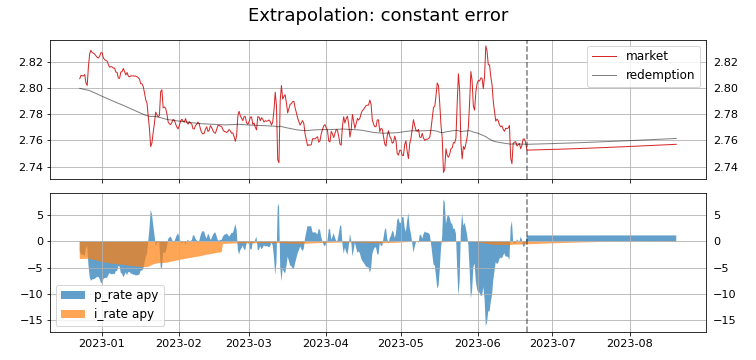 Extrapolation: constant error
2.82 2.82
2.80 2.80
2.78 2.78
2.76 2.76
2.74 2.74
market
redemption
5 5
0 0
−5 −5
−10 −10
−15 −15
p_rate apy
i_rate apy
2023-01 2023-02 2023-03 2023-04 2023-05 2023-06 2023-07 2023-08